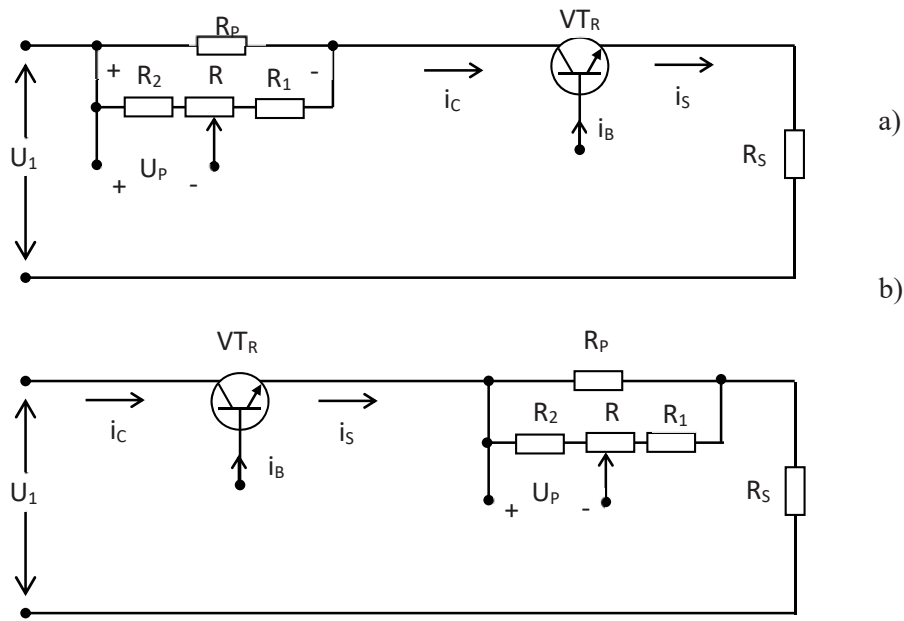 R_P VT_R
+ R_2 R R_1 -
i_C i_S
i_B
a)
U_1 + U_P - R_S
b)
VT_R R_P
i_C i_S R_2 R R_1
i_B
U_1 + U_P - R_S